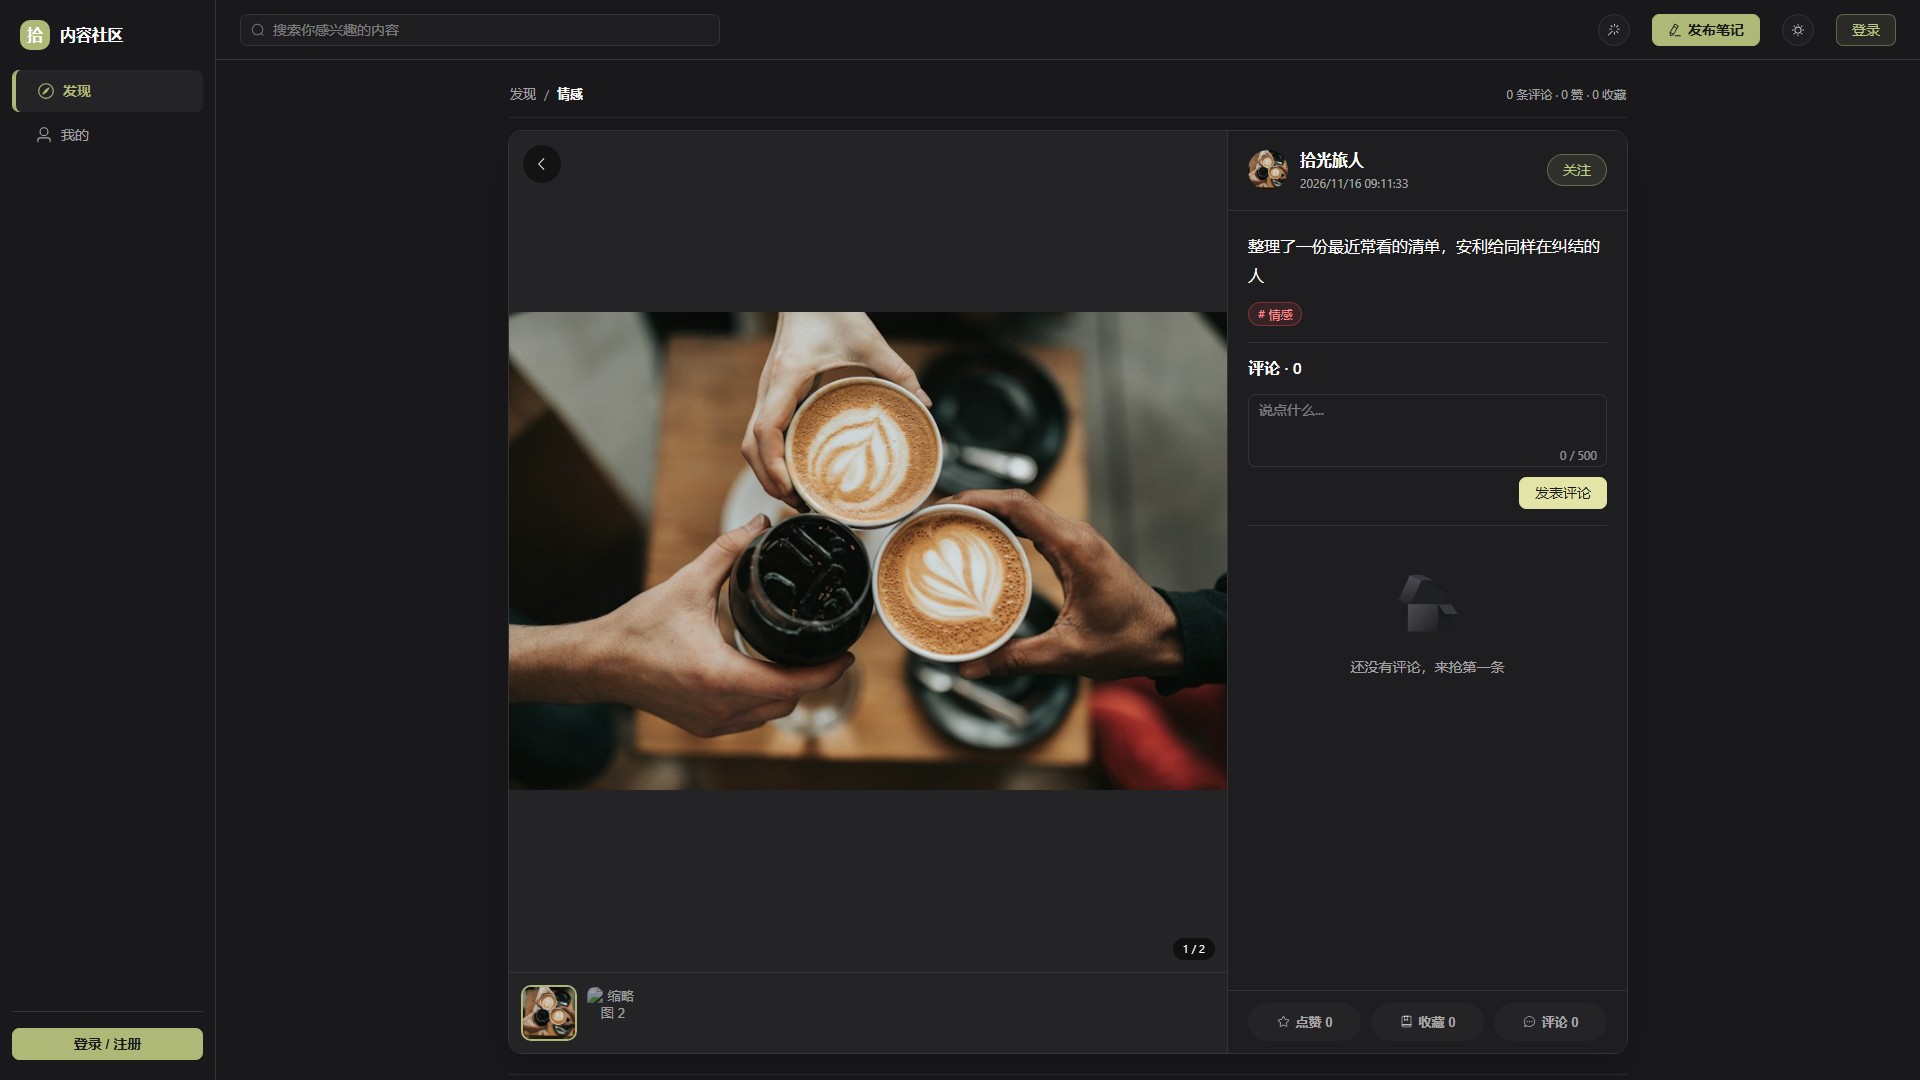 拾 内容社区
搜索你感兴趣的内容
发布笔记
登录
发现
我的
发现 / 情感
0 条评论 · 0 赞 · 0 收藏
拾光旅人
2026/11/16 09:11:33
关注
整理了一份最近常看的清单，安利给同样在纠结的
人
# 情感
评论 · 0
说点什么...
0 / 500
发表评论
还没有评论，来抢第一条
1 / 2
缩略
图 2
点赞 0
收藏 0
评论 0
登录 / 注册